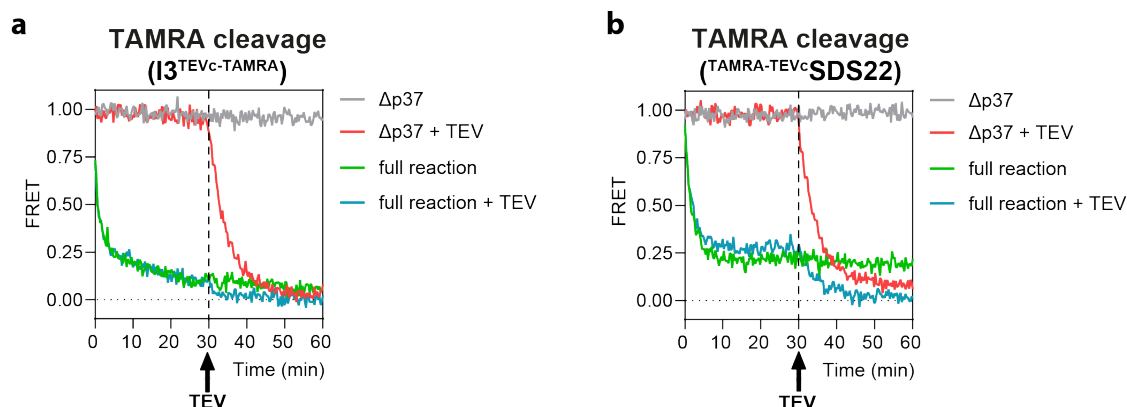 a
TAMRA cleavage
(I3TEVc-TAMRA)
FRET
1.00
0.75
0.50
0.25
0.00
0 10 20 30 40 50 60
Time (min)
TEV
Δp37
Δp37 + TEV
full reaction
full reaction + TEV
b
TAMRA cleavage
(TAMRA-TEVcSDS22)
FRET
1.00
0.75
0.50
0.25
0.00
0 10 20 30 40 50 60
Time (min)
TEV
Δp37
Δp37 + TEV
full reaction
full reaction + TEV